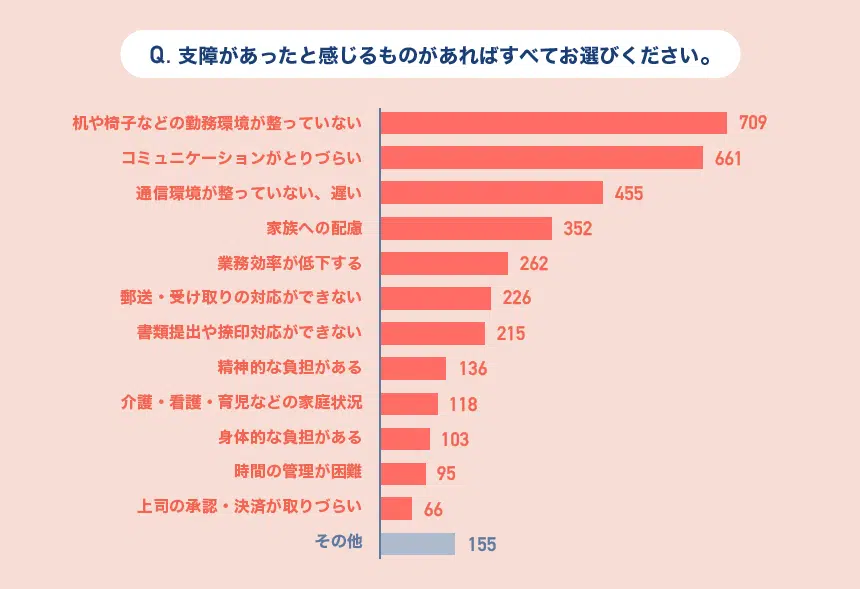 Q. 支障があったと感じるものがあればすべてお選びください。
机や椅子などの勤務環境が整っていない 709
コミュニケーションがとりづらい 661
通信環境が整っていない、遅い 455
家族への配慮 352
業務効率が低下する 262
郵送・受け取りの対応ができない 226
書類提出や捺印対応ができない 215
精神的な負担がある 136
介護・看護・育児などの家庭状況 118
身体的な負担がある 103
時間の管理が困難 95
上司の承認・決済が取りづらい 66
その他 155